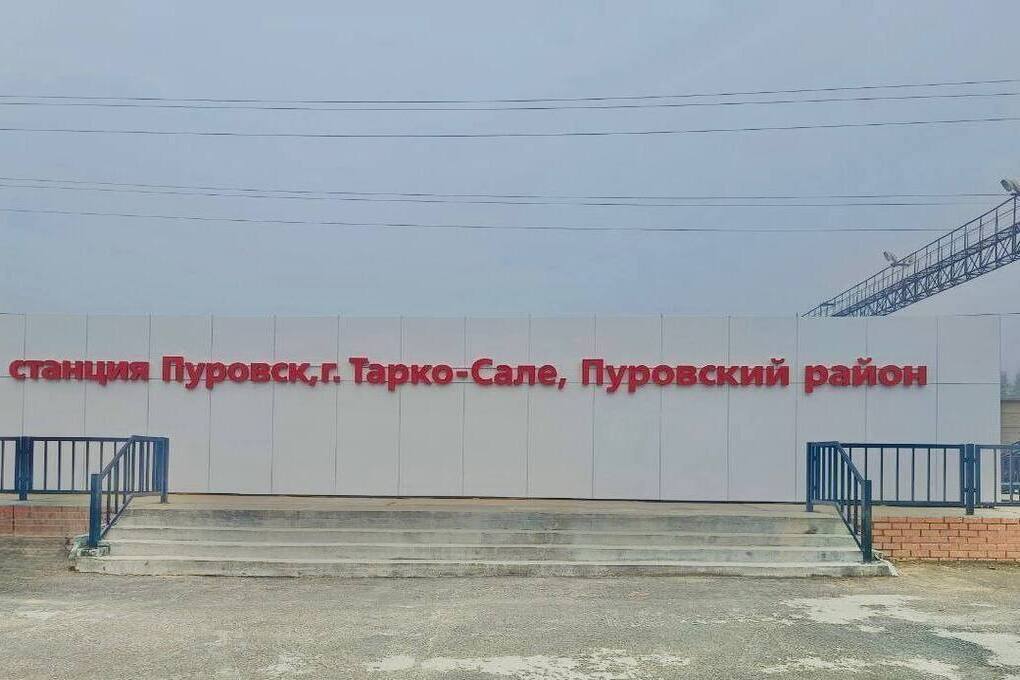 станция Пуровск,г. Тарко-Сале, Пуровский район